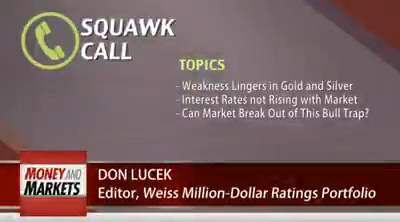 SQUAWK
CALL
TOPICS
- Weakness Lingers in Gold and Silver
- Interest Rates not Rising with Market
- Can Market Break Out of This Bull Trap?
MONEY AND
MARKETS
DON LUCEK
Editor, Weiss Million-Dollar Ratings Portfolio